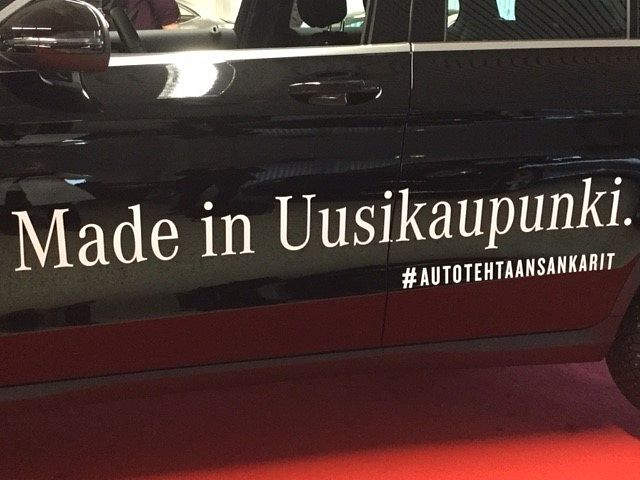 Made in Uusikaupunki.
#AUTOTEHTAANSANKARIT